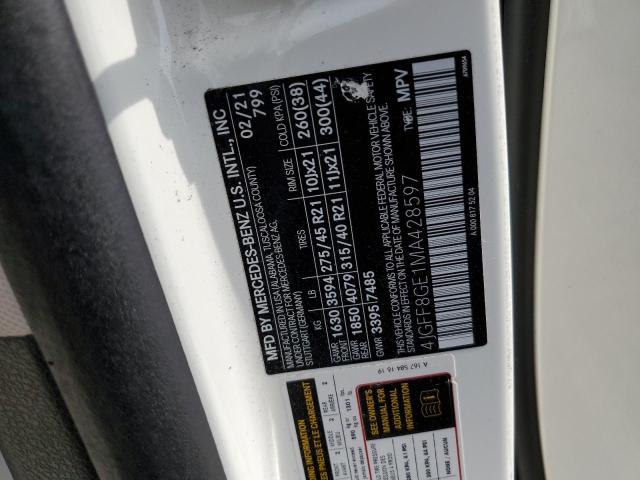 MFD BY MERCEDES-BENZ U.S. INTL., INC
MANUFACTURED IN USA (ALABAMA, TUSCALOOSA COUNTY)
UNDER CONTRACT FOR MERCEDES-BENZ AG,
STUTTGART (GERMANY)
02/21
799
KG LB TIRES RIM SIZE COLD KPA(PSI)
GAWR FRONT 1630 3594 275/45 R21 10Jx21 260(38)
GAWR REAR 1850 4079 315/40 R21 11Jx21 300(44)
GVWR 3395 7485
THIS VEHICLE CONFORMS TO ALL APPLICABLE FEDERAL MOTOR VEHICLE SAFETY
STANDARDS IN EFFECT ON THE DATE OF MANUFACTURE SHOWN ABOVE.
4JGFF8GE1MA428597 TYPE: MPV
A 000 817 52 04
A 167 584 16 19
SEE OWNER'S
MANUAL FOR
ADDITIONAL
INFORMATION
NONE / AUCUN